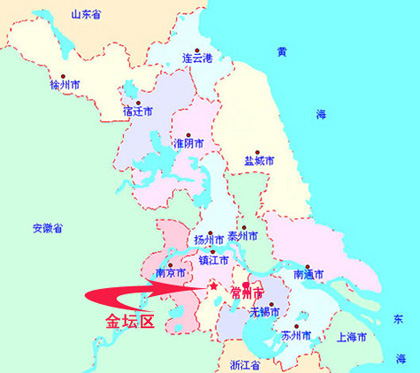 山东省
黄
连云港
徐州市
宿迁市
海
淮阴市
盐城市
安徽省
扬州市
泰州市
镇江市
南京市
南通市
常州市
金坛区
无锡市
东
苏州市
上海市
海
浙江省